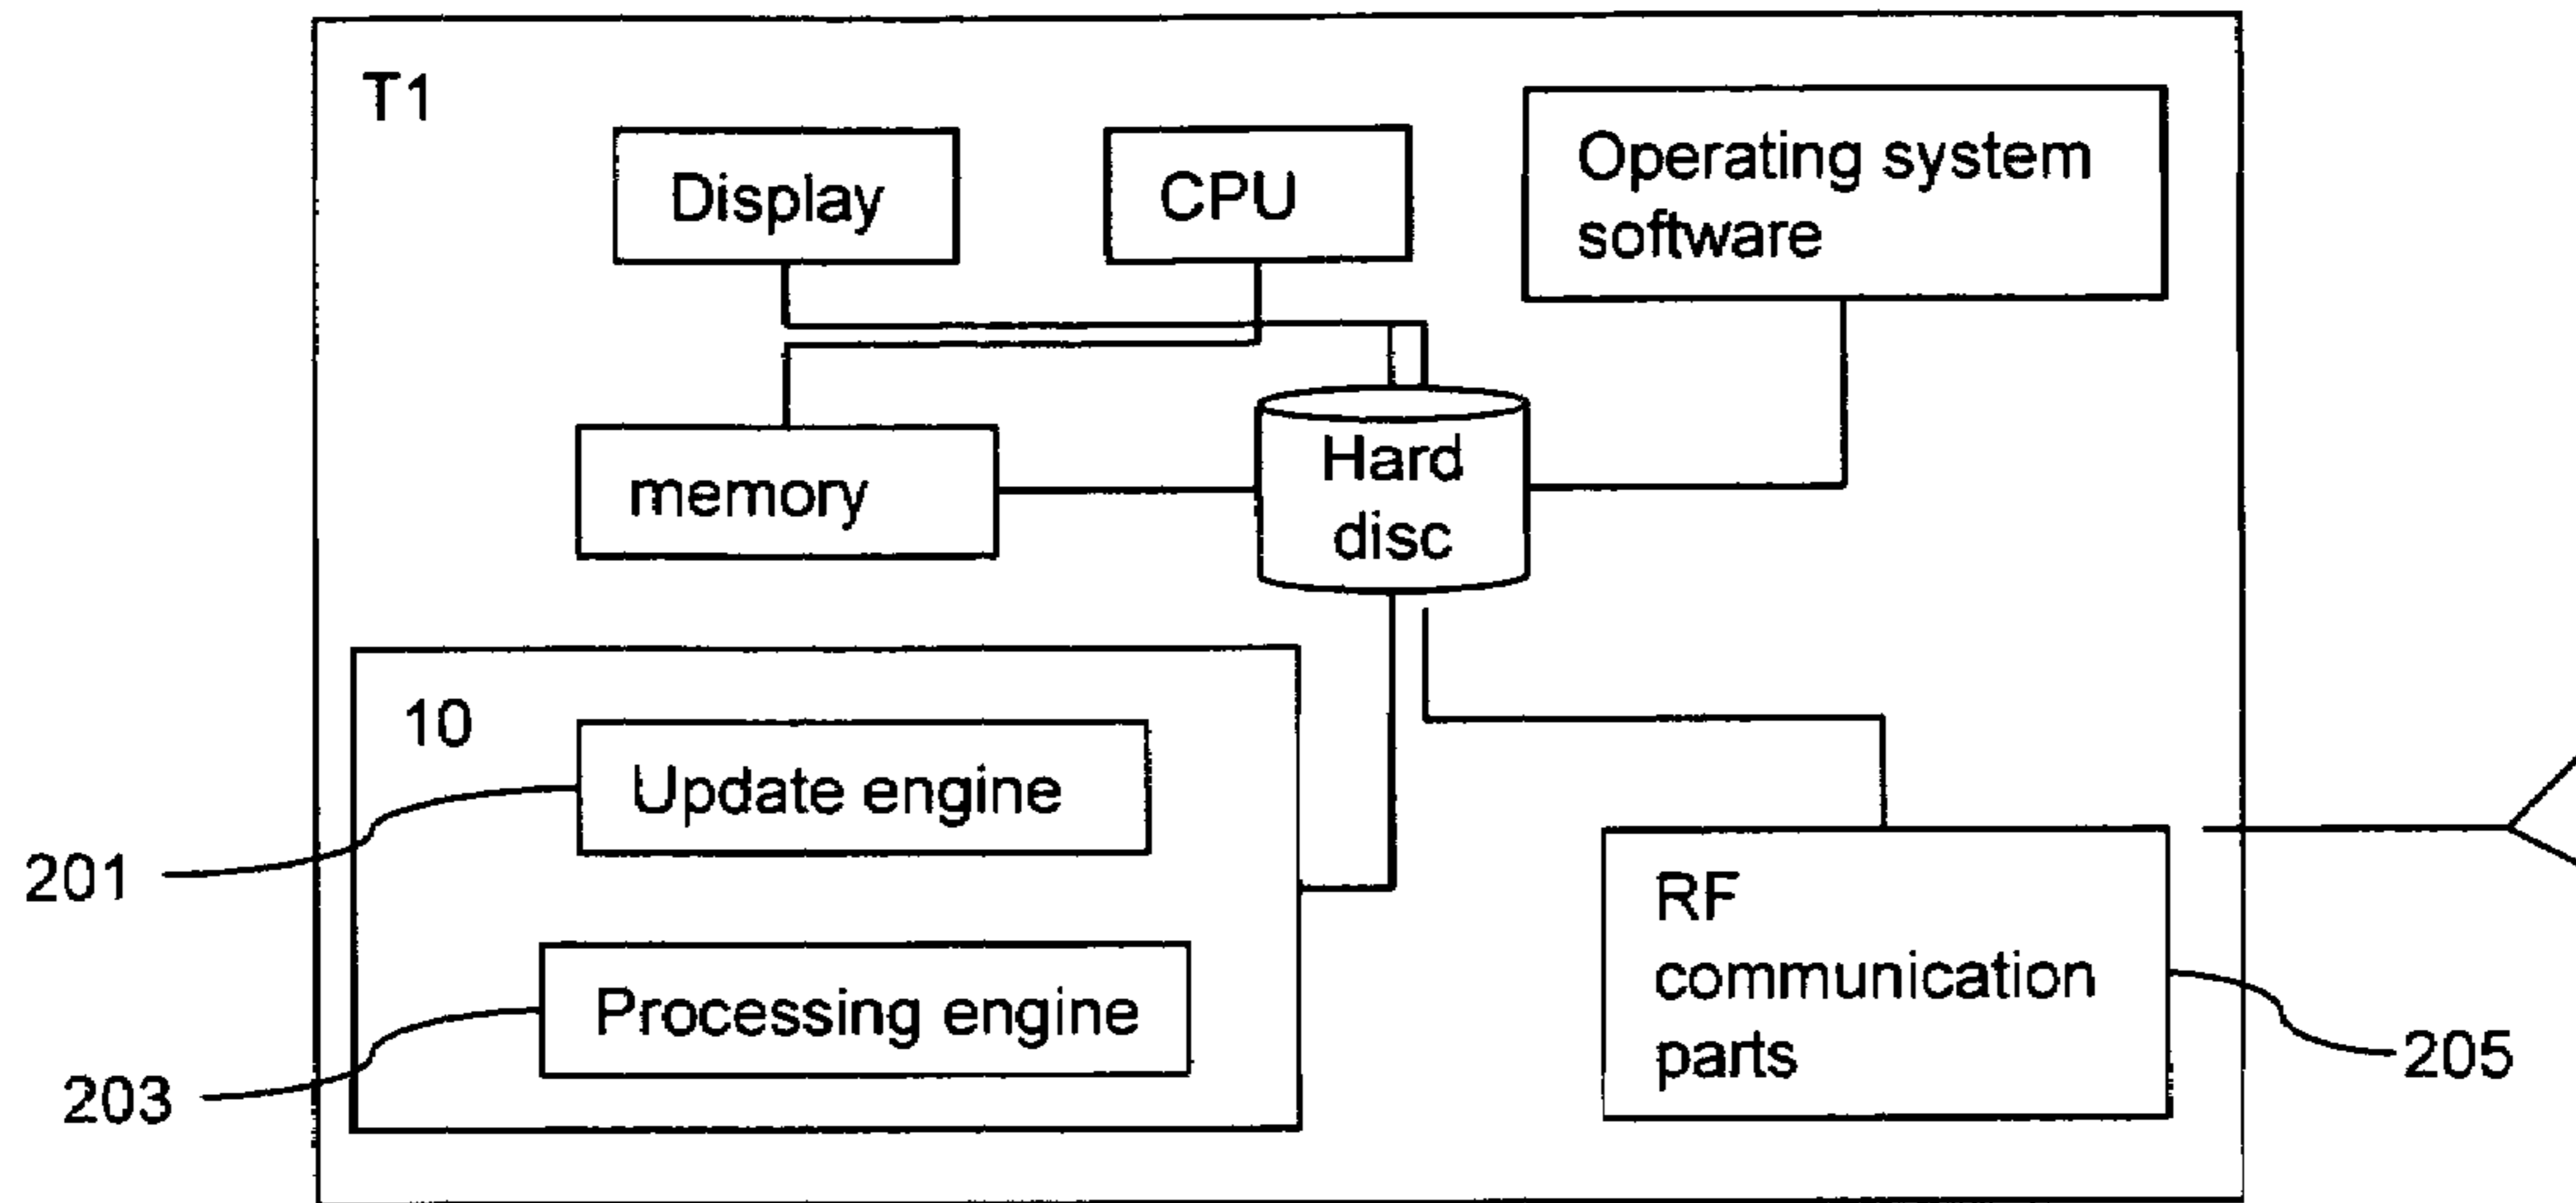 T1
Display
CPU
Operating system
software
memory
Hard
disc
10
Update engine
201
Processing engine
203
RF
communication
parts
205